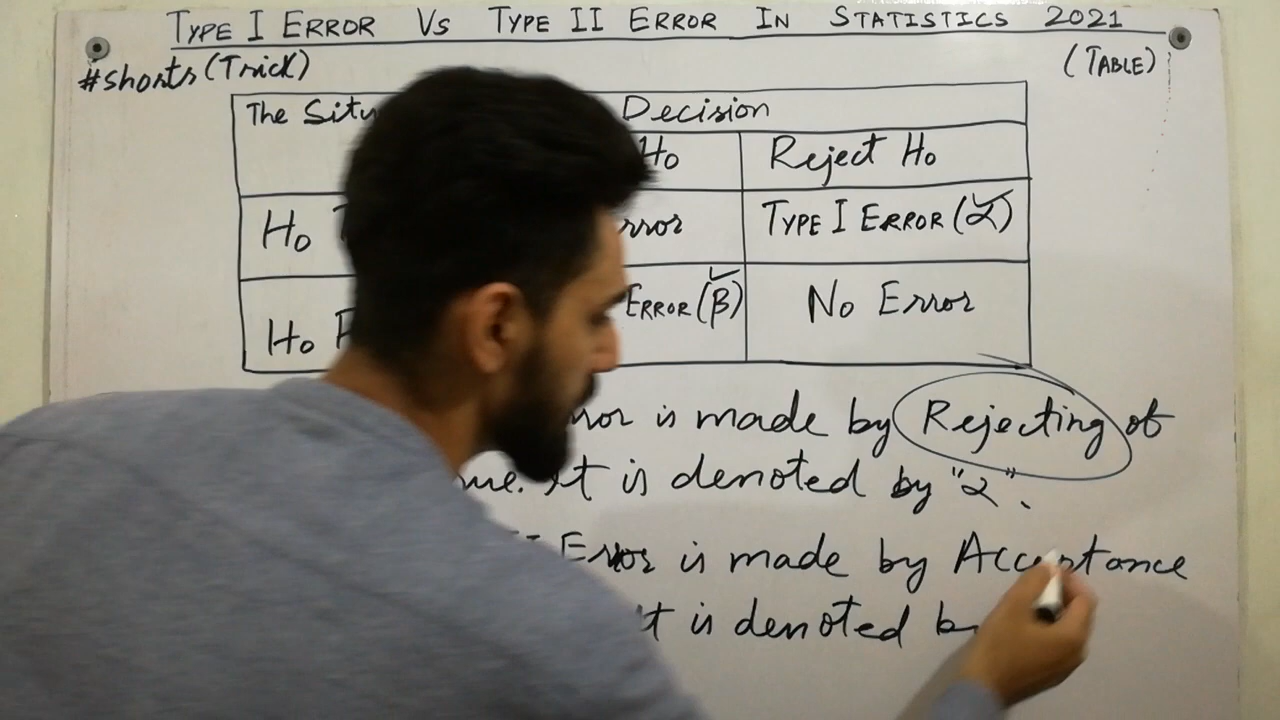 TYPE I ERROR VS TYPE II ERROR IN STATISTICS 2021
#shorts (Trick) (TABLE)
The Decision
Ho Reject Ho
Ho TYPE I ERROR (α)
Ho ERROR (β) No Error
is made by Rejecting of
It is denoted by "α".
II Error is made by Acceptance
It is denoted by